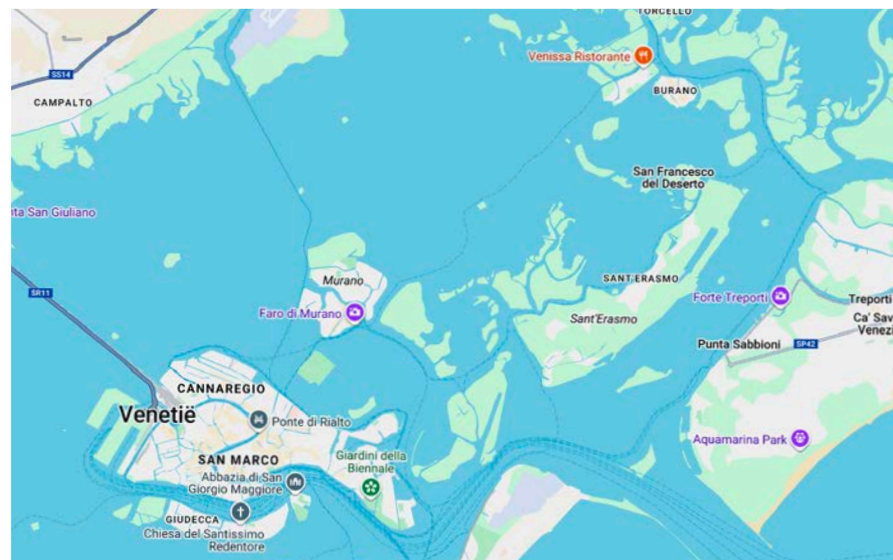 TORCELLO
Venissa Ristorante
SS14
BURANO
CAMPALTO
San Francesco
del Deserto
nta San Giuliano
Murano
SANT'ERASMO
SR11
Faro di Murano
Forte Treporti
Treporti
Sant'Erasmo
Ca' Sav
Venezi
Punta Sabbioni
SP42
CANNAREGIO
Venetië
Ponte di Rialto
Aquamarina Park
SAN MARCO
Giardini della
Biennale
Abbazia di San
Giorgio Maggiore
GIUDECCA
Chiesa del Santissimo
Redentore